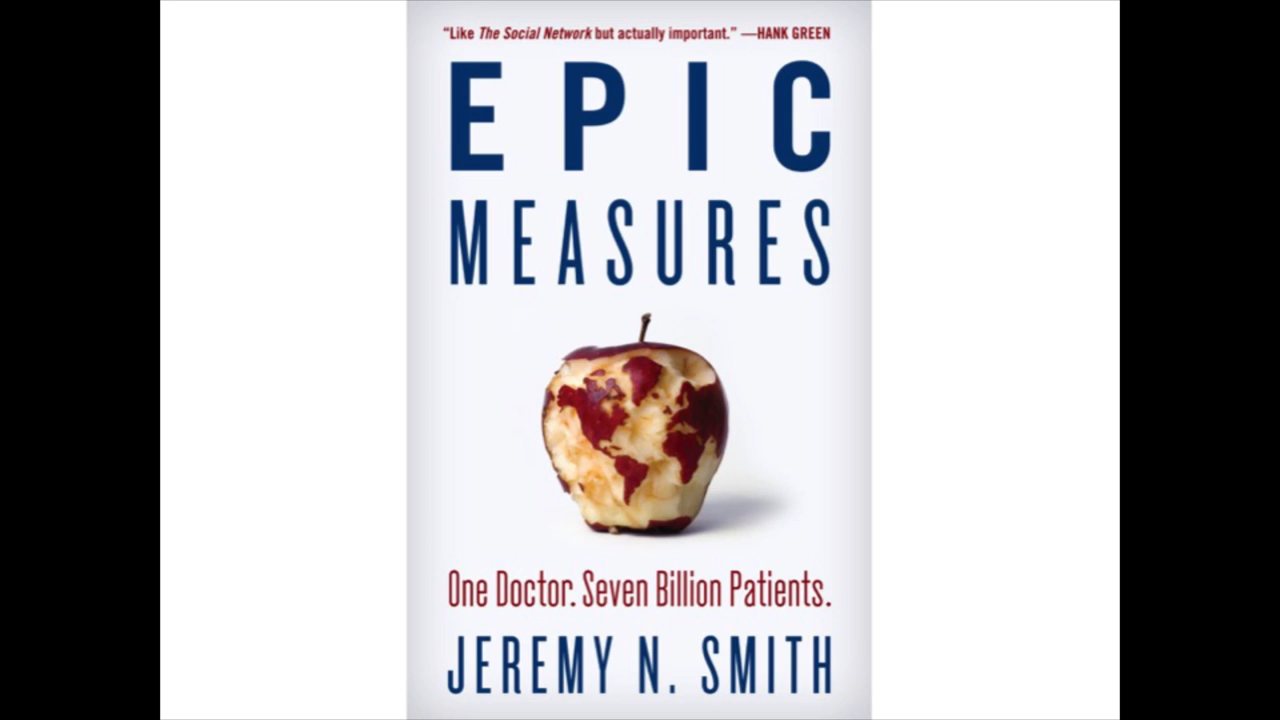 “Like The Social Network but actually important.” —HANK GREEN
EPIC
MEASURES
One Doctor. Seven Billion Patients.
JEREMY N. SMITH